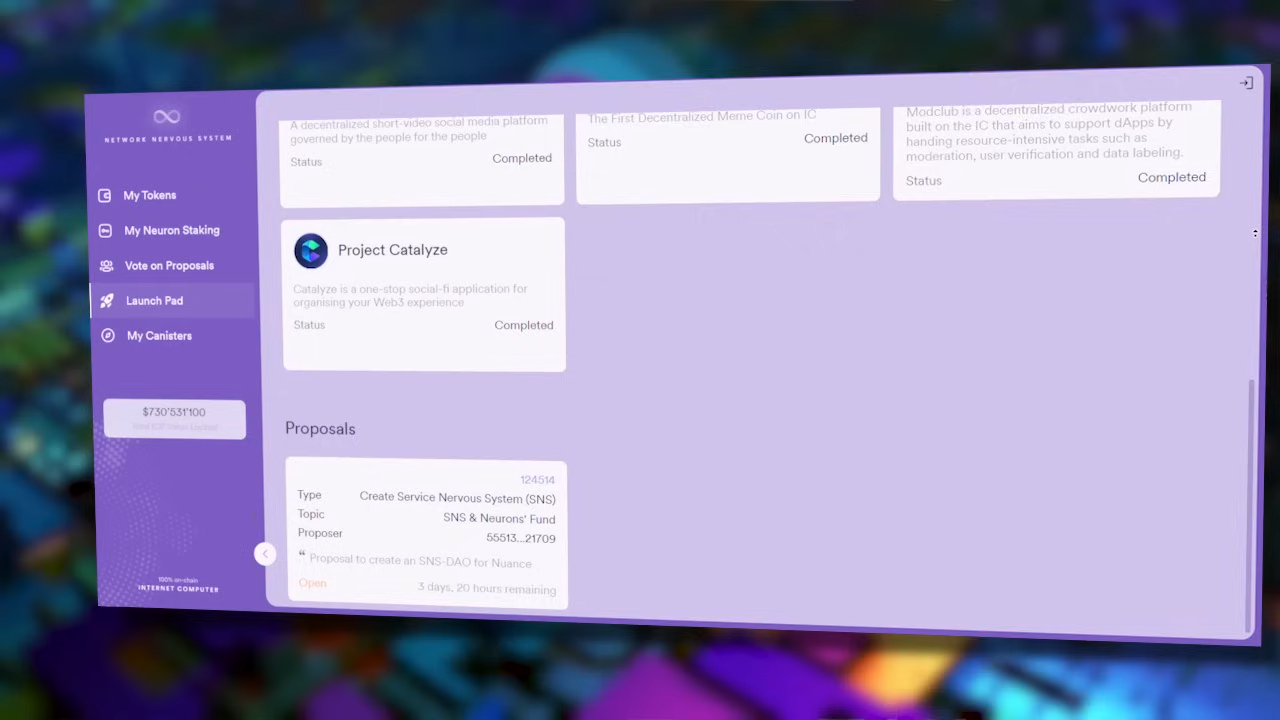 NETWORK NERVOUS SYSTEM
My Tokens
My Neuron Staking
Vote on Proposals
Launch Pad
My Canisters
$730'531'100
100% on-chain
INTERNET COMPUTER
A decentralized short-video social media platform
governed by the people for the people
Status Completed
The First Decentralized Meme Coin on IC
Status Completed
Modclub is a decentralized crowdwork platform
built on the IC that aims to support dApps by
handing resource-intensive tasks such as
moderation, user verification and data labeling.
Status Completed
Project Catalyze
Catalyze is a one-stop social-fi application for
organising your Web3 experience
Status Completed
Proposals
124514
Type Create Service Nervous System (SNS)
Topic SNS & Neurons' Fund
Proposer 55513...21709
❝ Proposal to create an SNS-DAO for Nuance
Open 3 days, 20 hours remaining